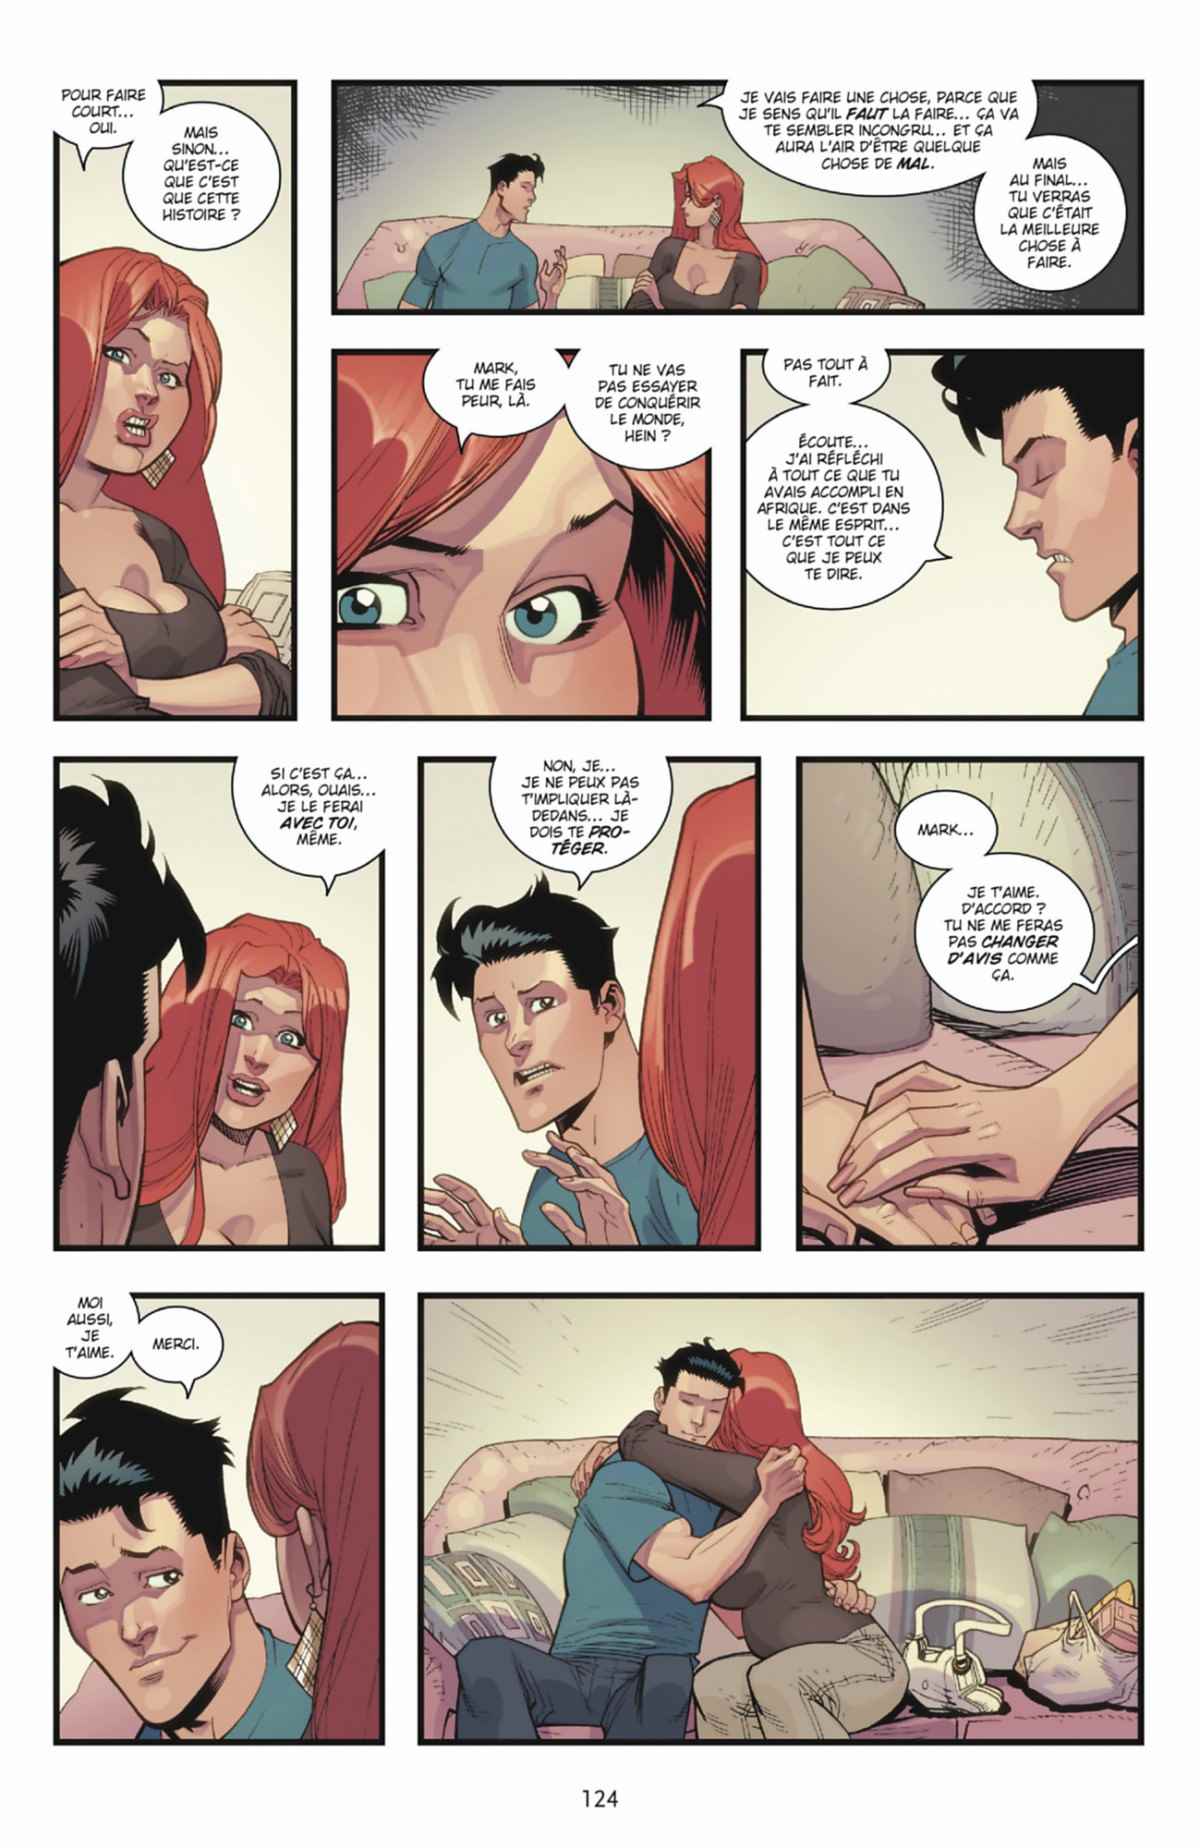 POUR FAIRE
COURT...
OUI.
MAIS
SINON...
QU'EST-CE
QUE C'EST
QUE CETTE
HISTOIRE ?
JE VAIS FAIRE UNE CHOSE, PARCE QUE
JE SENS QU'IL FAUT LA FAIRE... ÇA VA
TE SEMBLER INCONGRU... ET ÇA
AURA L'AIR D'ÊTRE QUELQUE
CHOSE DE MAL.
MAIS
AU FINAL...
TU VERRAS
QUE C'ÉTAIT
LA MEILLEURE
CHOSE À
FAIRE.
MARK,
TU ME FAIS
PEUR, LÀ.
TU NE VAS
PAS ESSAYER
DE CONQUÉRIR
LE MONDE,
HEIN ?
PAS TOUT À
FAIT.
ÉCOUTE...
J'AI RÉFLÉCHI
À TOUT CE QUE TU
AVAIS ACCOMPLI EN
AFRIQUE. C'EST DANS
LE MÊME ESPRIT...
C'EST TOUT CE
QUE JE PEUX
TE DIRE.
SI C'EST ÇA...
ALORS, OUAIS...
JE LE FERAI
AVEC TOI,
MÊME.
NON, JE...
JE NE PEUX PAS
T'IMPLIQUER LÀ-
DEDANS... JE
DOIS TE PRO-
TÉGER.
MARK...
JE T'AIME.
D'ACCORD ?
TU NE ME FERAS
PAS CHANGER
D'AVIS COMME
ÇA.
MOI
AUSSI,
JE
T'AIME.
MERCI.
124